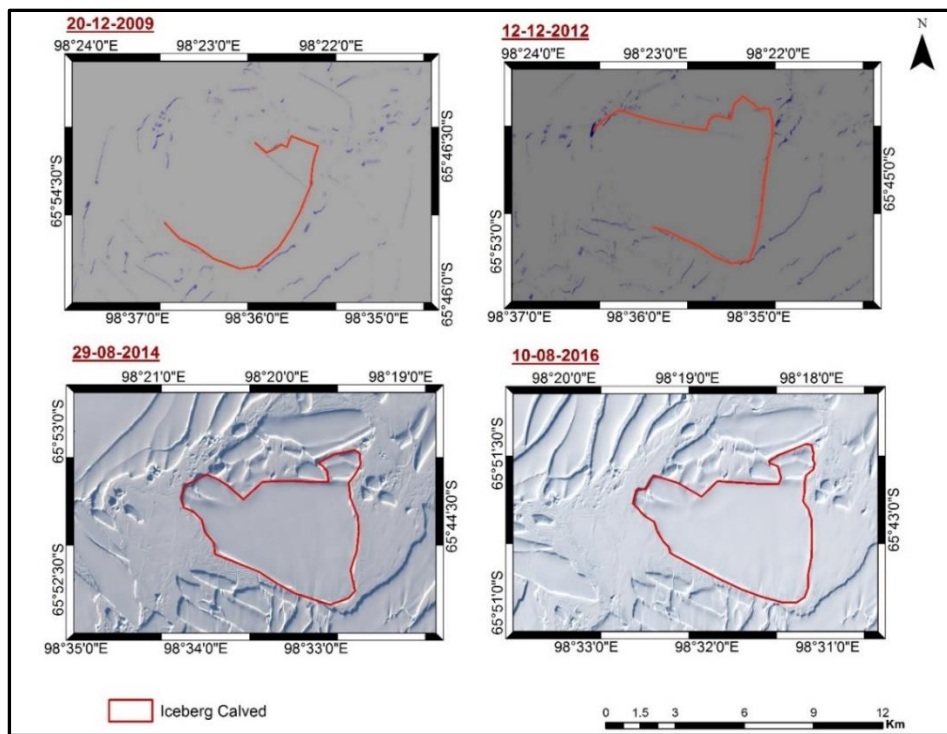 20-12-2009
98°24'0"E 98°23'0"E 98°22'0"E
65°54'30"S
65°46'30"S
65°46'0"S
98°37'0"E 98°36'0"E 98°35'0"E
12-12-2012
98°24'0"E 98°23'0"E 98°22'0"E
65°53'0"S
65°45'0"S
98°37'0"E 98°36'0"E 98°35'0"E
N
29-08-2014
98°21'0"E 98°20'0"E 98°19'0"E
65°53'0"S
65°52'30"S
65°44'30"S
98°35'0"E 98°34'0"E 98°33'0"E
10-08-2016
98°20'0"E 98°19'0"E 98°18'0"E
65°51'30"S
65°51'0"S
65°43'0"S
98°33'0"E 98°32'0"E 98°31'0"E
Iceberg Calved
0 1.5 3 6 9 12
Km